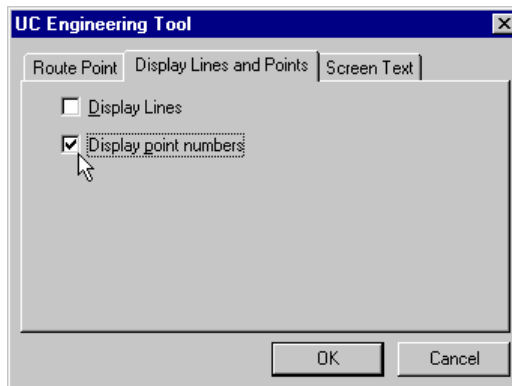 UC Engineering Tool
Route Point Display Lines and Points Screen Text
Display Lines
Display point numbers
OK Cancel